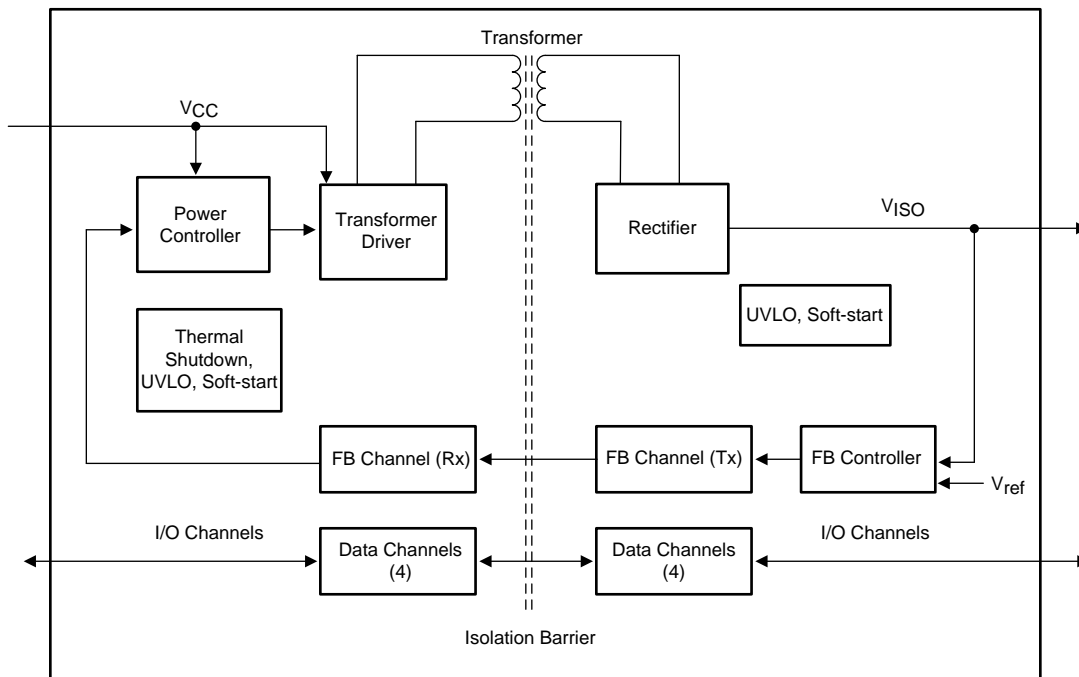 Transformer
VCC
Power
Controller
Transformer
Driver
Rectifier
VISO
UVLO, Soft-start
Thermal
Shutdown,
UVLO, Soft-start
FB Channel (Rx)
FB Channel (Tx)
FB Controller
Vref
I/O Channels
Data Channels
(4)
Data Channels
(4)
I/O Channels
Isolation Barrier